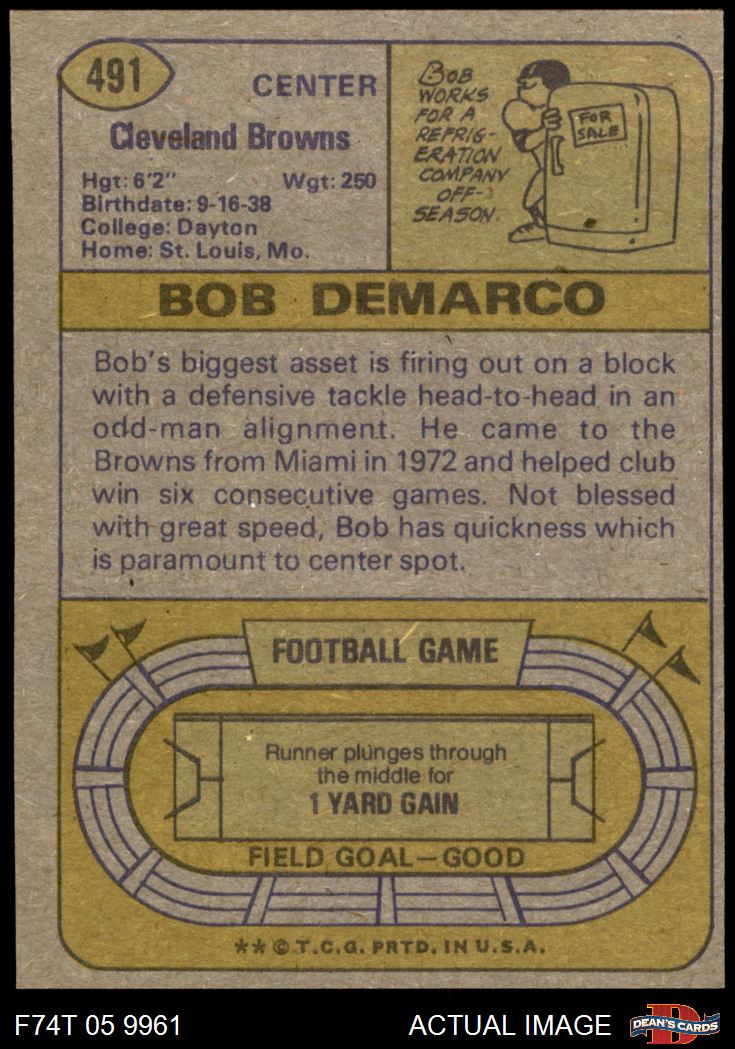 491
CENTER
Cleveland Browns
Hgt: 6'2" Wgt: 250
Birthdate: 9-16-38
College: Dayton
Home: St. Louis, Mo.
BOB
WORKS
FOR A
REFRIG-
ERATION
COMPANY
OFF-
SEASON.
FOR
SALE
BOB DEMARCO
Bob's biggest asset is firing out on a block
with a defensive tackle head-to-head in an
odd-man alignment. He came to the
Browns from Miami in 1972 and helped club
win six consecutive games. Not blessed
with great speed, Bob has quickness which
is paramount to center spot.
FOOTBALL GAME
Runner plunges through
the middle for
1 YARD GAIN
FIELD GOAL—GOOD
** © T.C.G. PRTD. IN U.S.A.
F74T 05 9961
ACTUAL IMAGE
D
DEAN'S CARDS